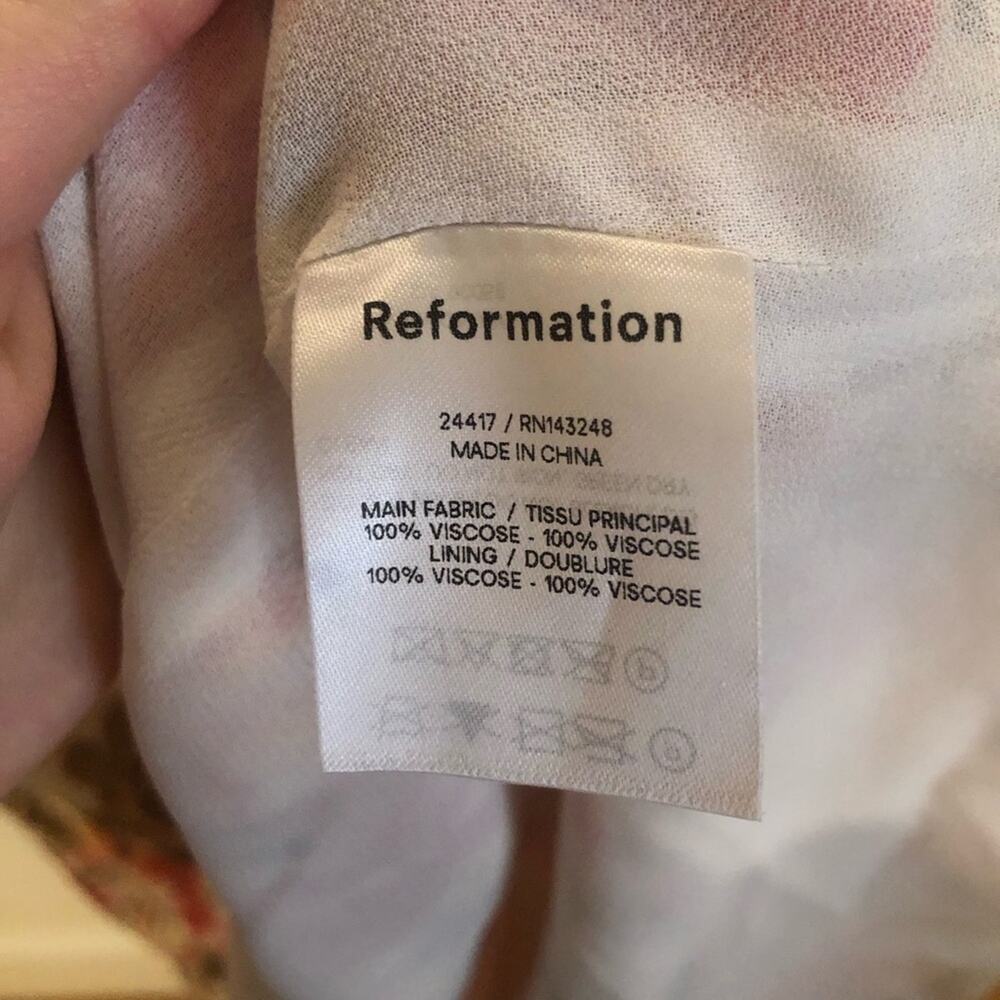 Reformation
24417 / RN143248
MADE IN CHINA
MAIN FABRIC / TISSU PRINCIPAL
100% VISCOSE - 100% VISCOSE
LINING / DOUBLURE
100% VISCOSE - 100% VISCOSE